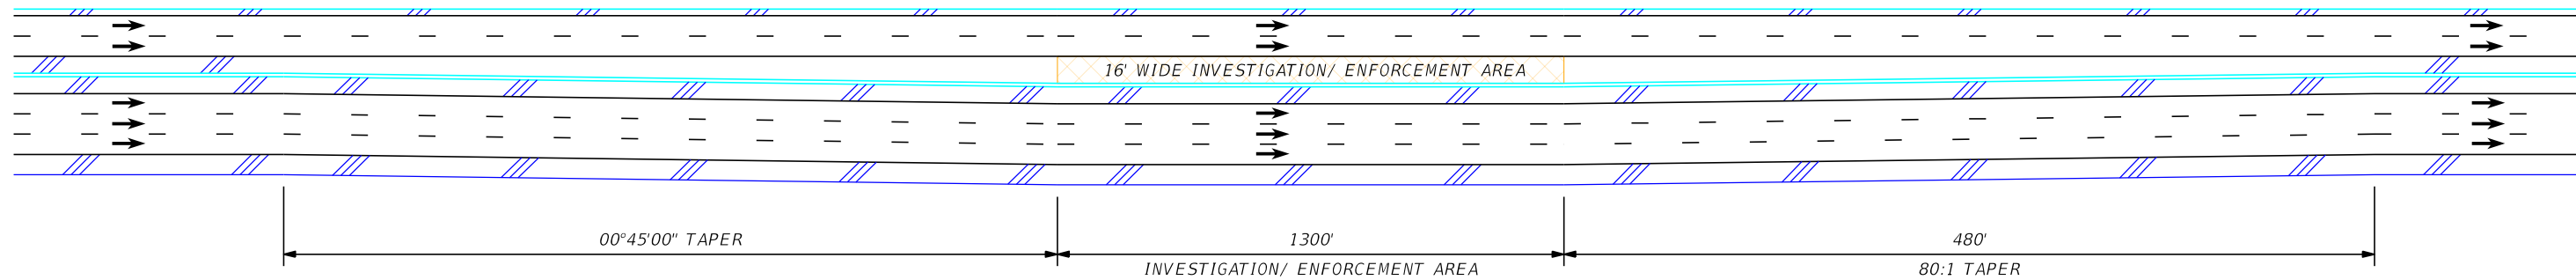 16' WIDE INVESTIGATION/ ENFORCEMENT AREA
00°45'00" TAPER
1300'
480'
INVESTIGATION/ ENFORCEMENT AREA
80:1 TAPER